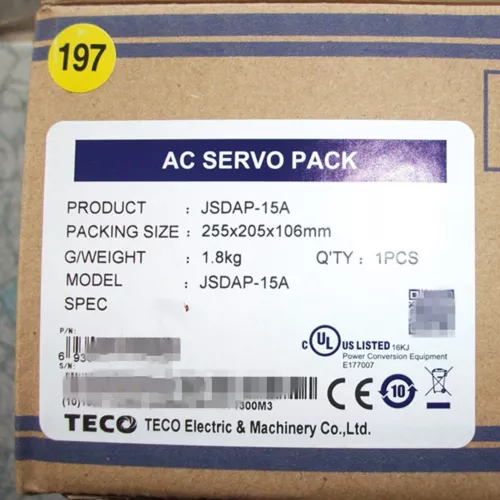 197
AC SERVO PACK
PRODUCT : JSDAP-15A
PACKING SIZE : 255x205x106mm
G/WEIGHT : 1.8kg Q'TY : 1PCS
MODEL : JSDAP-15A
SPEC
P/N:
S/N:
c UL US LISTED 16KJ
Power Conversion Equipment
E177007
10
TECO TECO Electric & Machinery Co.,Ltd.